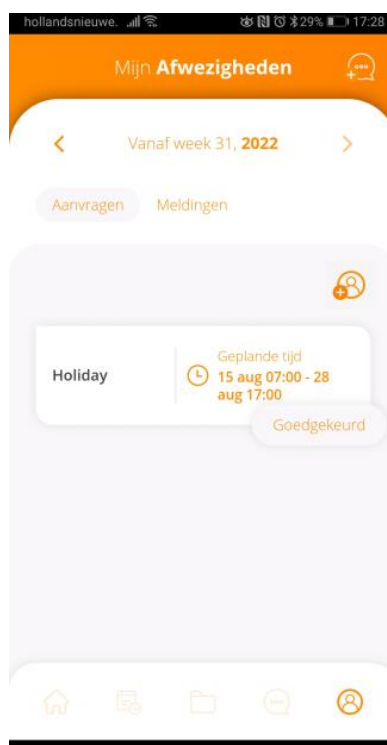 hollandsnieuwe. 29% 17:28
Mijn Afwezigheden
Vanaf week 31, 2022
Aanvragen Meldingen
Geplande tijd
Holiday 15 aug 07:00 - 28
aug 17:00
Goedgekeurd